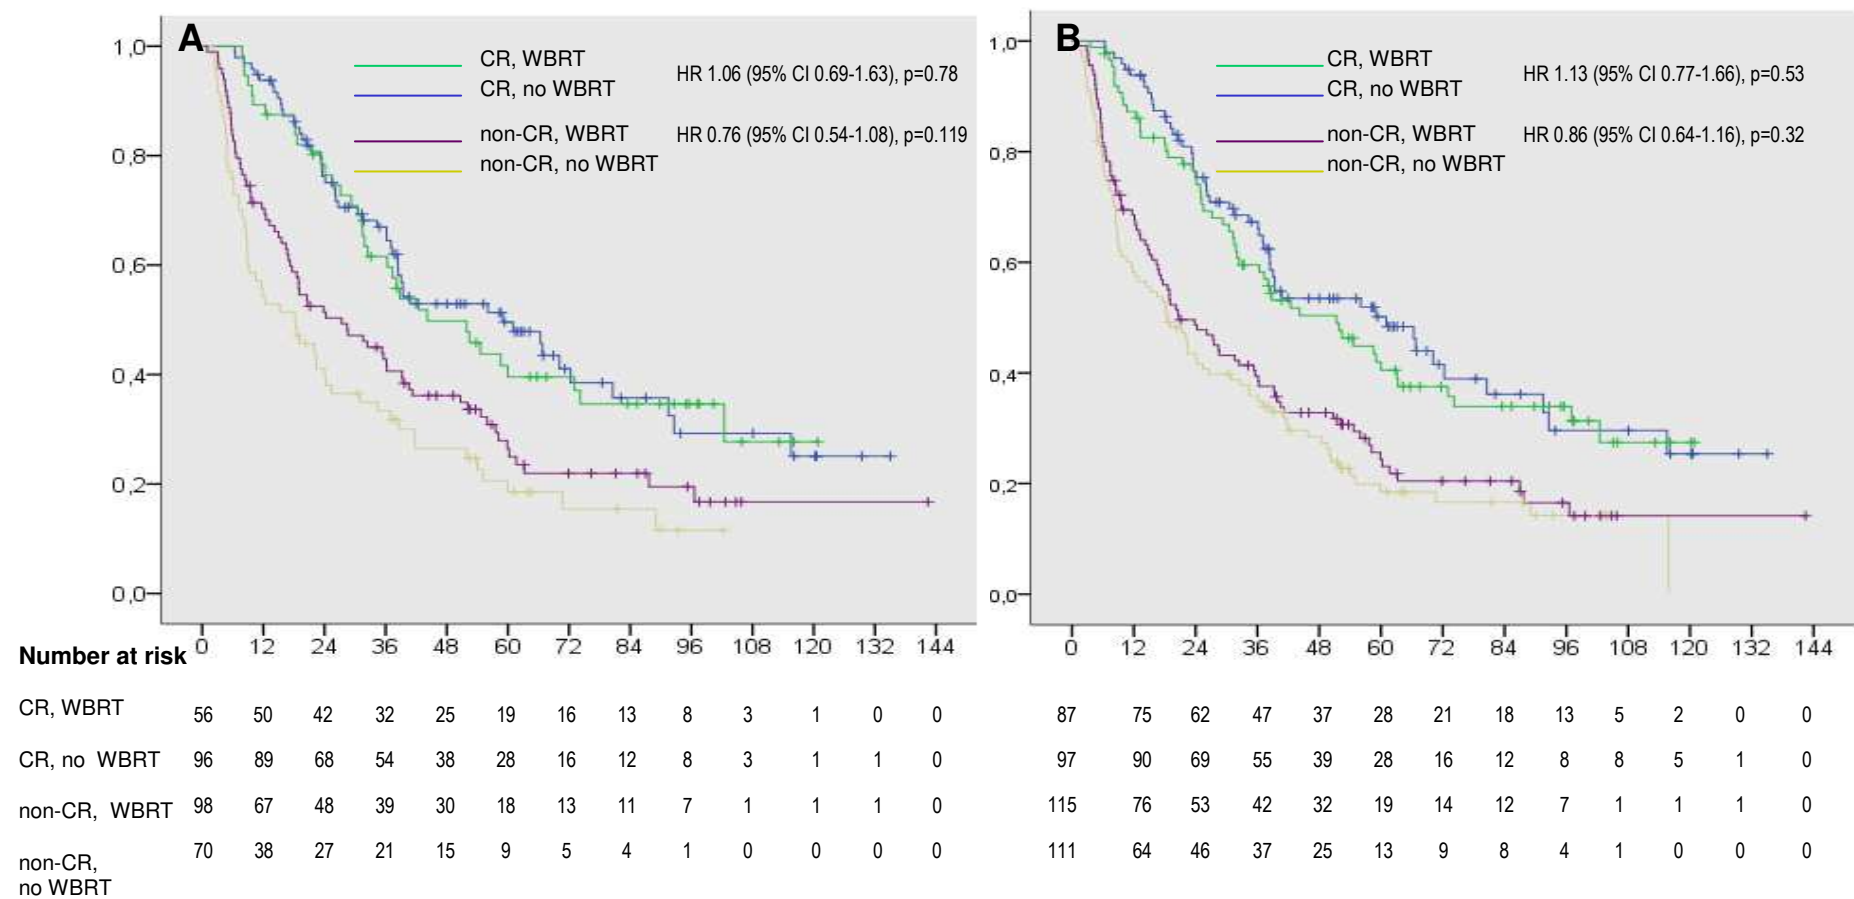 A
CR, WBRT
CR, no WBRT
HR 1.06 (95% CI 0.69-1.63), p=0.78
non-CR, WBRT
non-CR, no WBRT
HR 0.76 (95% CI 0.54-1.08), p=0.119
1,0
0,8
0,6
0,4
0,2
0,0
0 12 24 36 48 60 72 84 96 108 120 132 144
B
CR, WBRT
CR, no WBRT
HR 1.13 (95% CI 0.77-1.66), p=0.53
non-CR, WBRT
non-CR, no WBRT
HR 0.86 (95% CI 0.64-1.16), p=0.32
1,0
0,8
0,6
0,4
0,2
0,0
0 12 24 36 48 60 72 84 96 108 120 132 144
Number at risk
CR, WBRT 56 50 42 32 25 19 16 13 8 3 1 0 0 87 75 62 47 37 28 21 18 13 5 2 0 0
CR, no WBRT 96 89 68 54 38 28 16 12 8 3 1 1 0 97 90 69 55 39 28 16 12 8 8 5 1 0
non-CR, WBRT 98 67 48 39 30 18 13 11 7 1 1 1 0 115 76 53 42 32 19 14 12 7 1 1 1 0
non-CR, 70 38 27 21 15 9 5 4 1 0 0 0 0 111 64 46 37 25 13 9 8 4 1 0 0 0
no WBRT